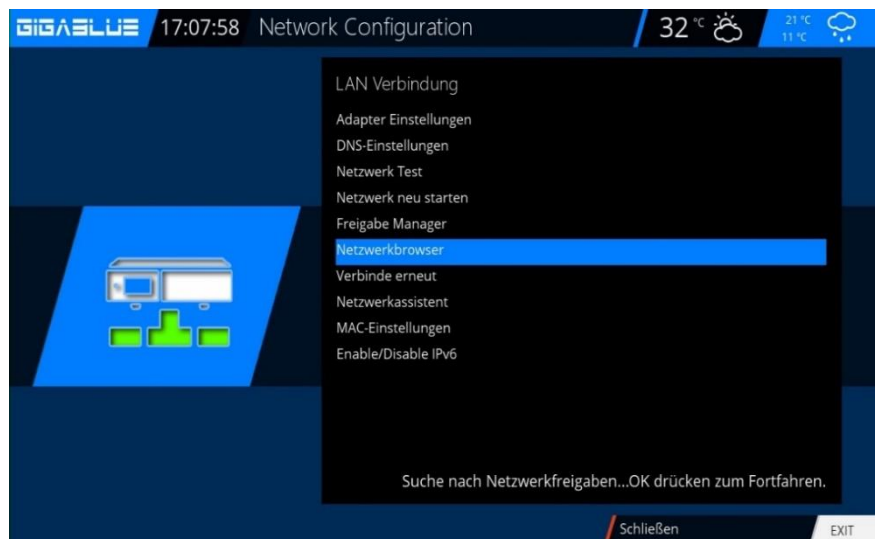 GIGABLUE 17:07:58 Network Configuration 32 °C 21 °C
11 °C
LAN Verbindung
Adapter Einstellungen
DNS-Einstellungen
Netzwerk Test
Netzwerk neu starten
Freigabe Manager
Netzwerkbrowser
Verbinde erneut
Netzwerkassistent
MAC-Einstellungen
Enable/Disable IPv6
Suche nach Netzwerkfreigaben...OK drücken zum Fortfahren.
Schließen EXIT